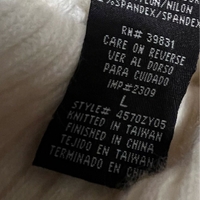 NYLON/NILON
%SPANDEX/SPANDEX
RN# 39831
CARE ON REVERSE
VER AL DORSO
PARA CUIDADO
IMP#2309
L
STYLE# 4570ZY05
KNITTED IN TAIWAN
FINISHED IN CHINA
TEJIDO EN TAIWAN
TERMINADO EN CHINA